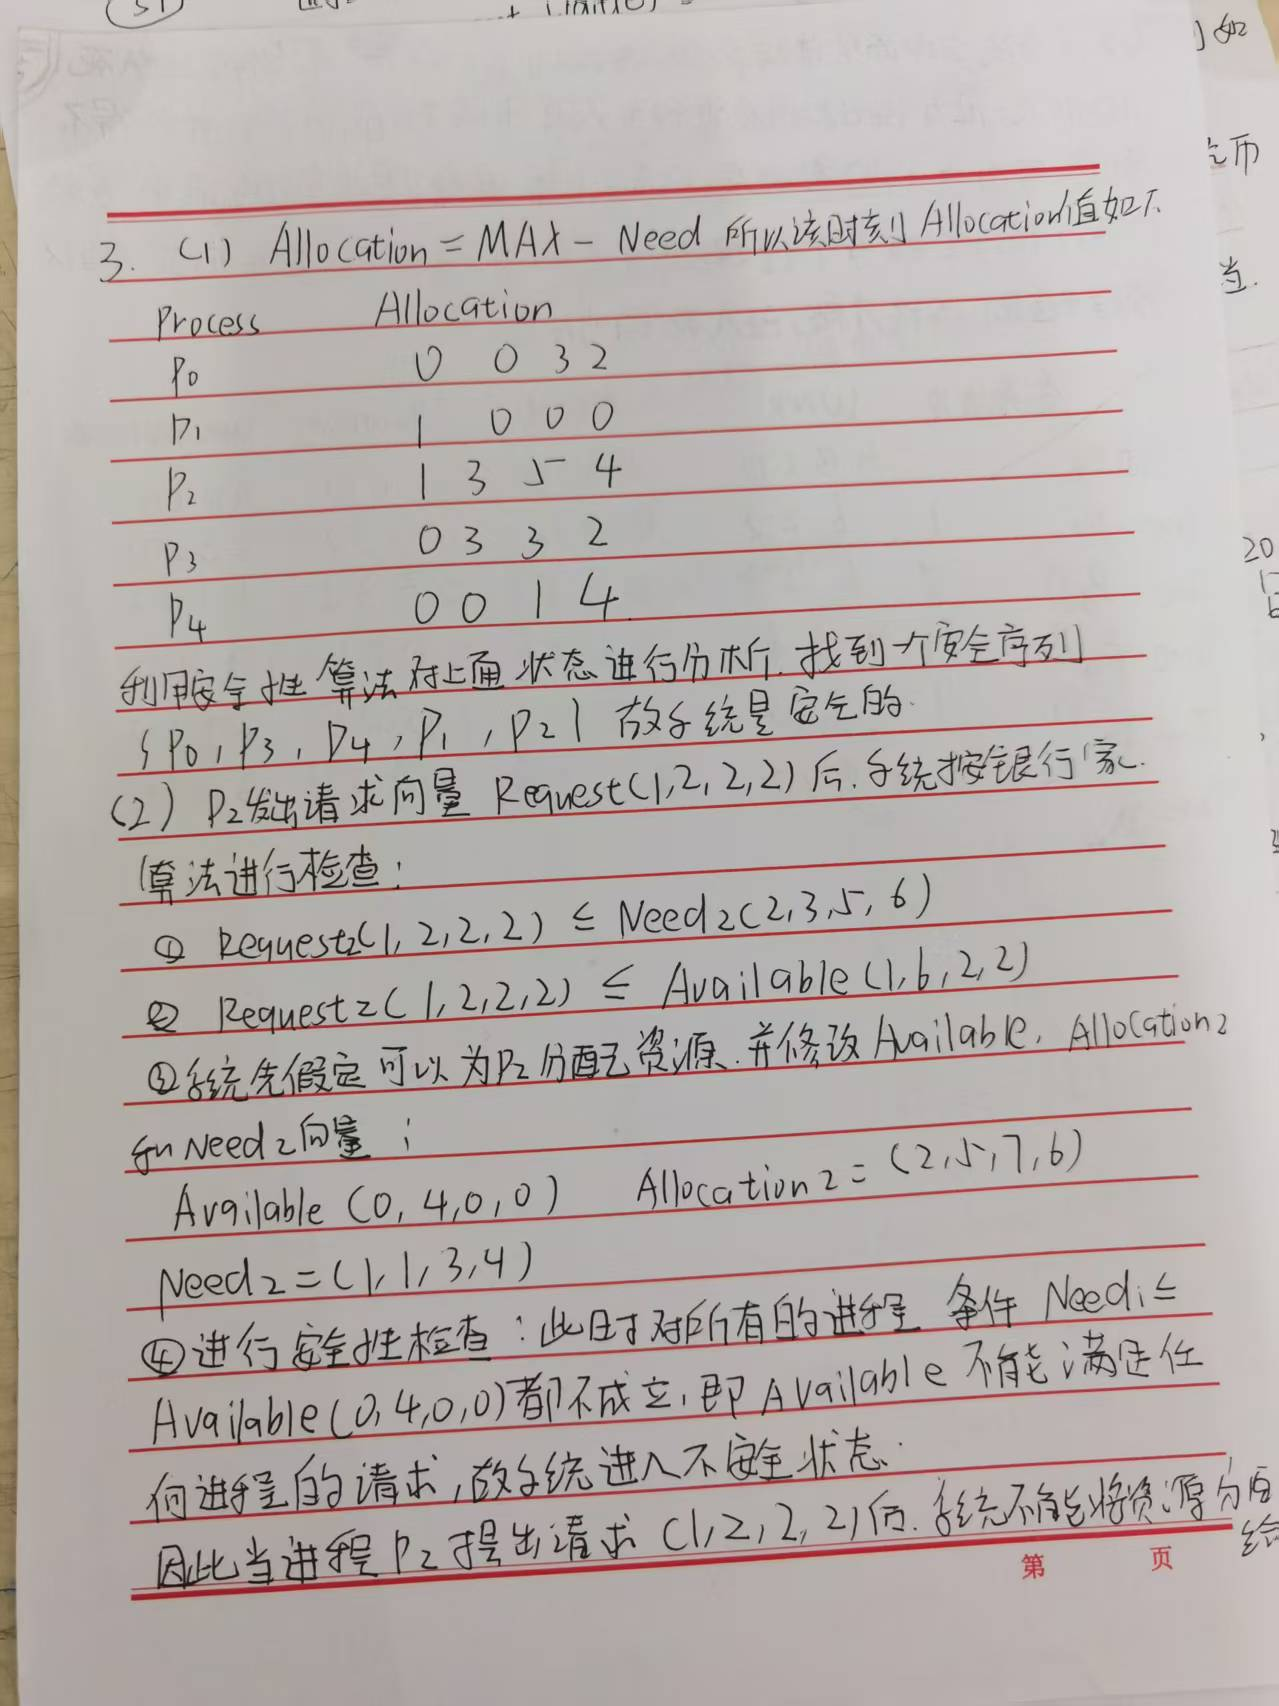 3. (1) Allocation = MAX - Need 所以该时刻 Allocation值如下
Process Allocation
P0 0 0 3 2
P1 1 0 0 0
P2 1 3 5 4
P3 0 3 3 2
P4 0 0 1 4
利用安全性算法对上面状态进行分析.找到一个安全序列
{P0,P3,P4,P1,P2} 故系统是安全的.
(2) P2发出请求向量 Request(1,2,2,2)后.系统按银行家
算法进行检查:
① Request2(1,2,2,2) ≤ Need2(2,3,5,6)
② Request2(1,2,2,2) ≤ Available(1,6,2,2)
③系统先假定可以为P2分配资源.并修改Available, Allocation2
和Need2向量;
Available (0,4,0,0) Allocation2=(2,5,7,6)
Need2=(1,1,3,4)
④进行安全性检查:此时对所有的进程 条件 Needi≤
Available(0,4,0,0)都不成立,即Available不能满足任
何进程的请求,故系统进入不安全状态.
因此当进程P2提出请求(1,2,2,2)后.系统不能将资源分配
给
第 页
如
当.
20